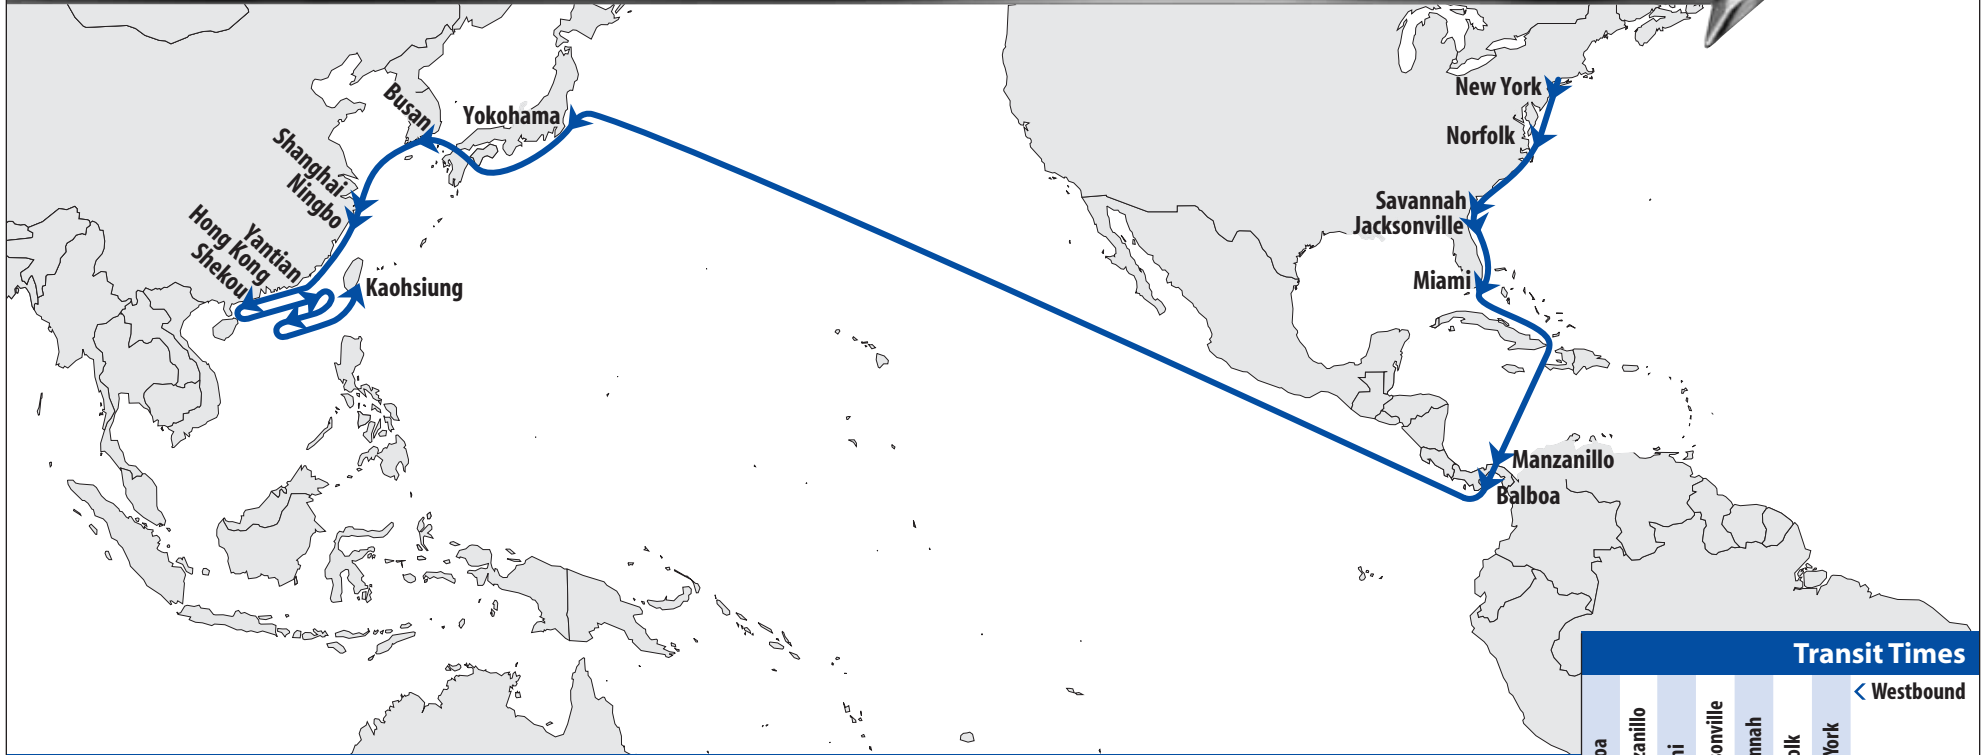 New York
Norfolk
Savannah
Jacksonville
Miami
Manzanillo
Balboa
Yokohama
Busan
Shanghai
Ningbo
Yantian
Hong Kong
Shekou
Kaohsiung
Transit Times
< Westbound